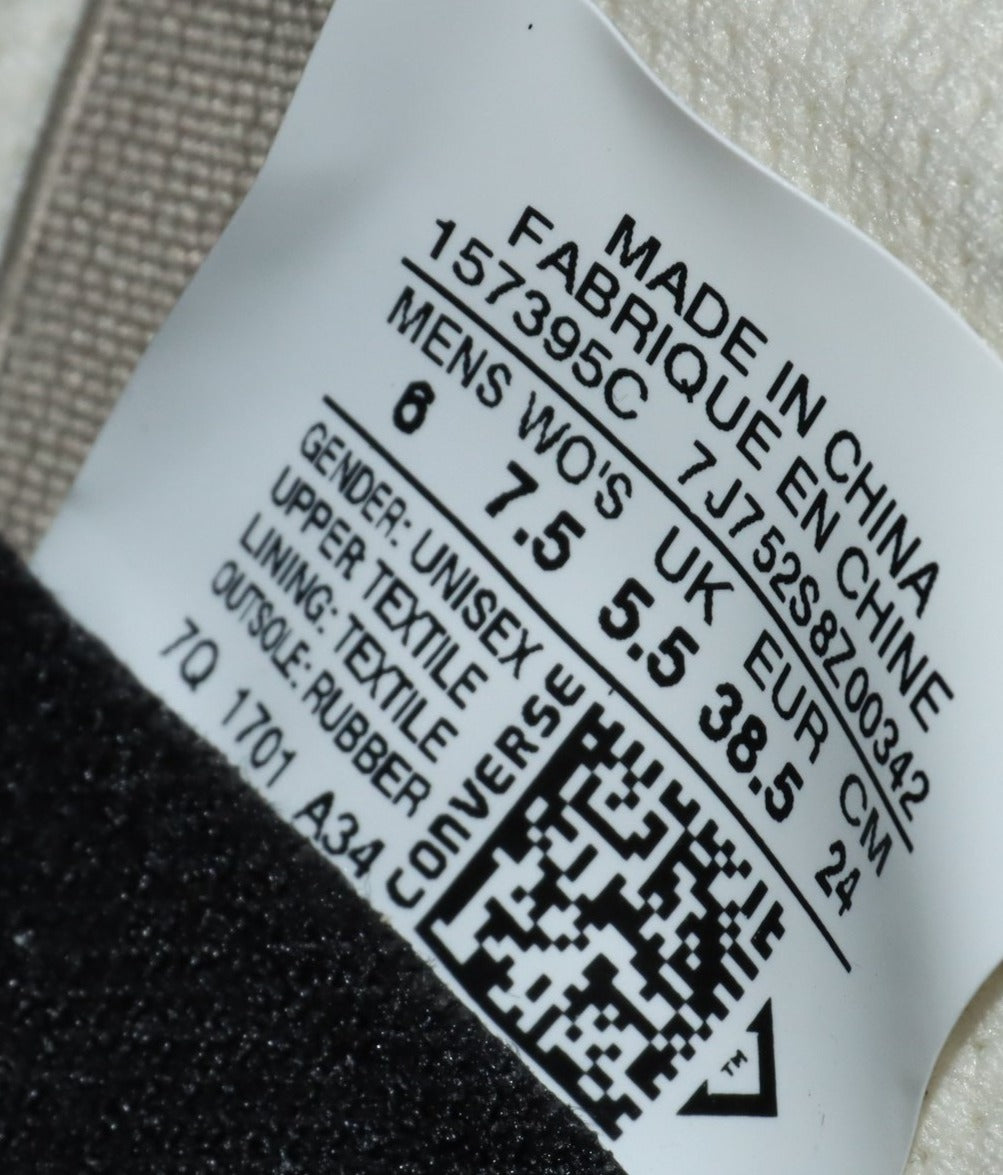 MADE IN CHINA
FABRIQUE EN CHINE
157395C 7J752S8Z00342
MENS WO'S UK EUR CM
6 7.5 5.5 38.5 24
GENDER: UNISEX
UPPER TEXTILE
LINING: TEXTILE
OUTSOLE: RUBBER
7Q 1701 A34
CONVERSE
TM